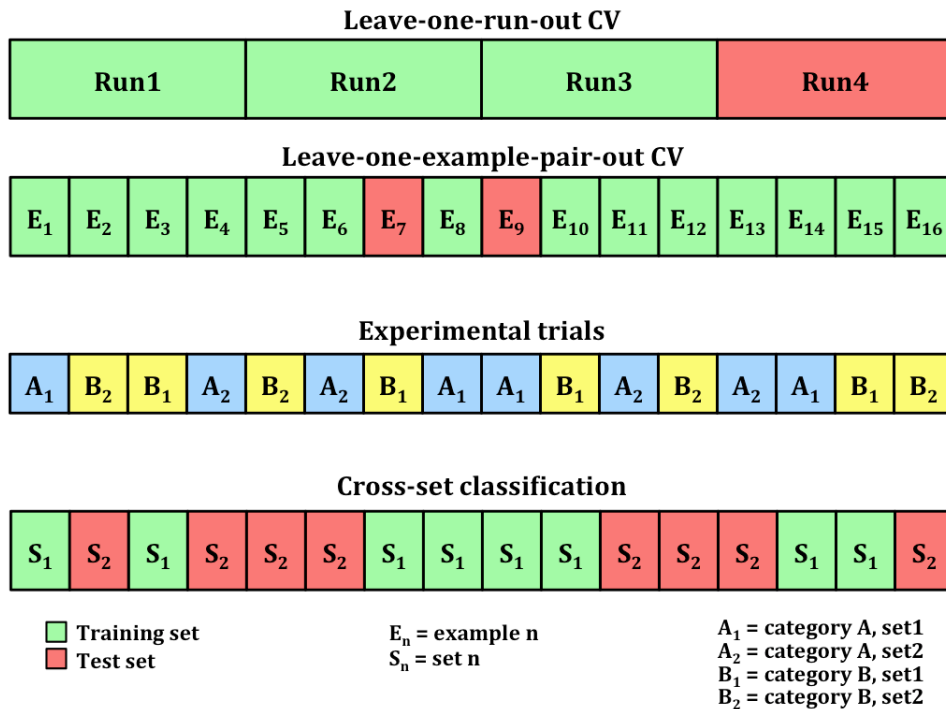 Leave-one-run-out CV
Run1 Run2 Run3 Run4
Leave-one-example-pair-out CV
E₁ E₂ E₃ E₄ E₅ E₆ E₇ E₈ E₉ E₁₀ E₁₁ E₁₂ E₁₃ E₁₄ E₁₅ E₁₆
Experimental trials
A₁ B₂ B₁ A₂ B₂ A₂ B₁ A₁ A₁ B₁ A₂ B₂ A₂ A₁ B₁ B₂
Cross-set classification
S₁ S₂ S₁ S₂ S₂ S₂ S₁ S₁ S₁ S₁ S₂ S₂ S₂ S₁ S₁ S₂
Training set
Test set
Eₙ = example n
Sₙ = set n
A₁ = category A, set1
A₂ = category A, set2
B₁ = category B, set1
B₂ = category B, set2